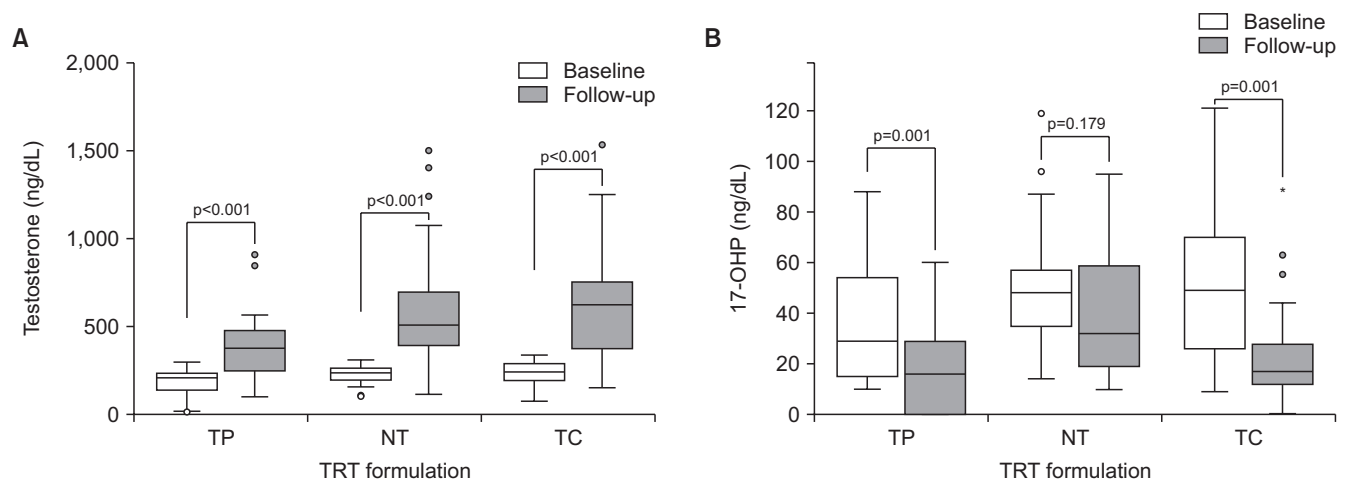 A
Baseline
Follow-up
Testosterone (ng/dL)
2,000
1,500
1,000
500
0
p<0.001
p<0.001
p<0.001
TP
NT
TC
TRT formulation
B
Baseline
Follow-up
17-OHP (ng/dL)
120
100
80
60
40
20
0
p=0.001
p=0.179
p=0.001
*
TP
NT
TC
TRT formulation